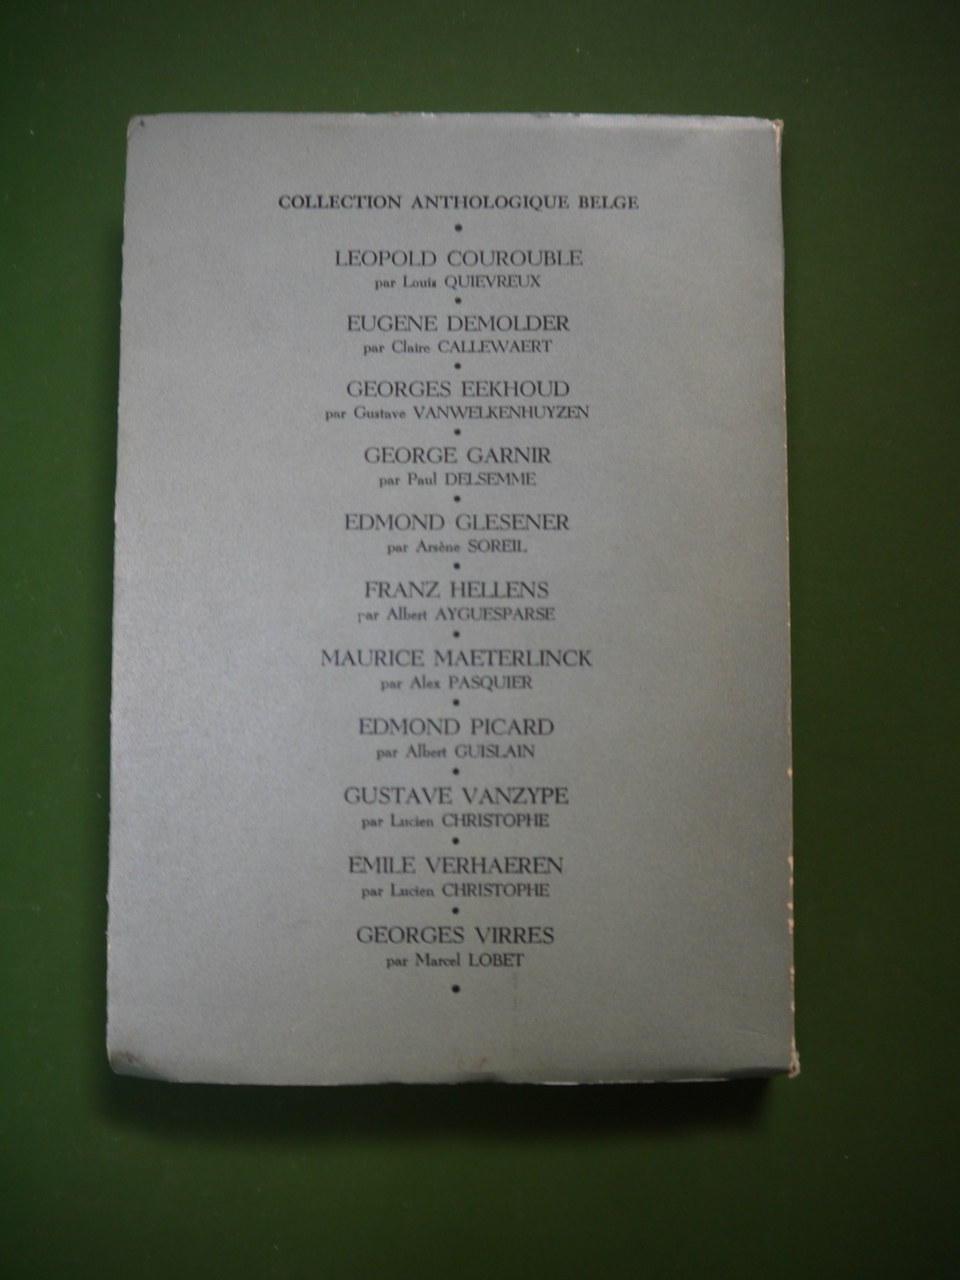 COLLECTION ANTHOLOGIQUE BELGE
•
LEOPOLD COUROUBLE
par Louis QUIEVREUX
•
EUGENE DEMOLDER
par Claire CALLEWAERT
•
GEORGES EEKHOUD
par Gustave VANWELKENHUYZEN
•
GEORGE GARNIR
par Paul DELSEMME
•
EDMOND GLESENER
par Arsène SOREIL
•
FRANZ HELLENS
par Albert AYGUESPARSE
•
MAURICE MAETERLINCK
par Alex PASQUIER
•
EDMOND PICARD
par Albert GUISLAIN
•
GUSTAVE VANZYPE
par Lucien CHRISTOPHE
•
EMILE VERHAEREN
par Lucien CHRISTOPHE
•
GEORGES VIRRES
par Marcel LOBET
•